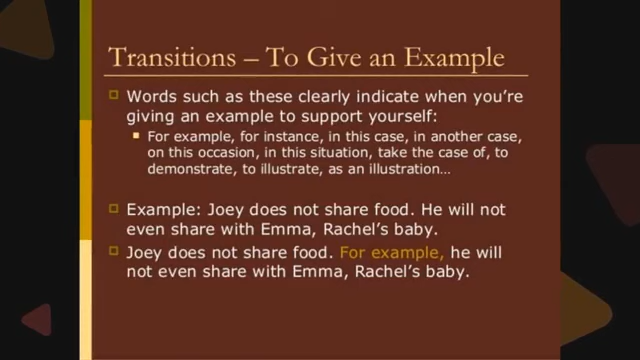 Transitions – To Give an Example
Words such as these clearly indicate when you're
giving an example to support yourself:
For example, for instance, in this case, in another case,
on this occasion, in this situation, take the case of, to
demonstrate, to illustrate, as an illustration...
Example: Joey does not share food. He will not
even share with Emma, Rachel's baby.
Joey does not share food. For example, he will
not even share with Emma, Rachel's baby.